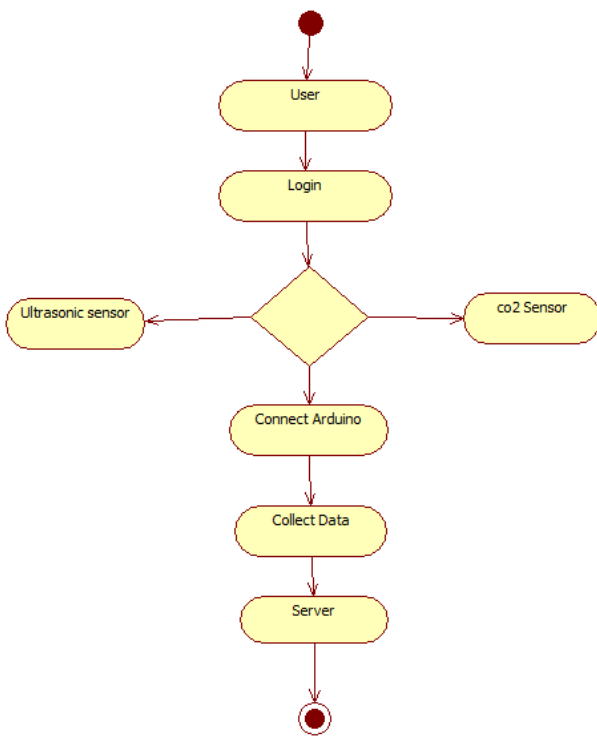 User
Login
Ultrasonic sensor
co2 Sensor
Connect Arduino
Collect Data
Server